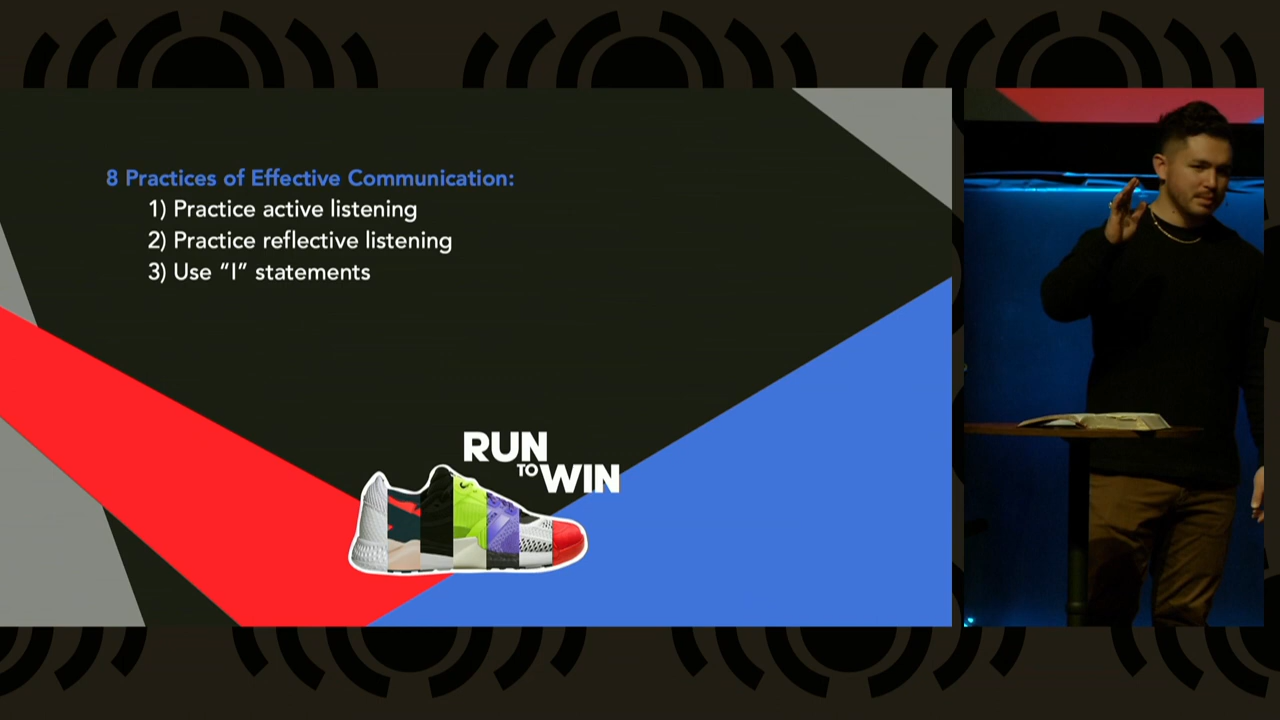 8 Practices of Effective Communication:
1) Practice active listening
2) Practice reflective listening
3) Use “I” statements
RUN
TO WIN